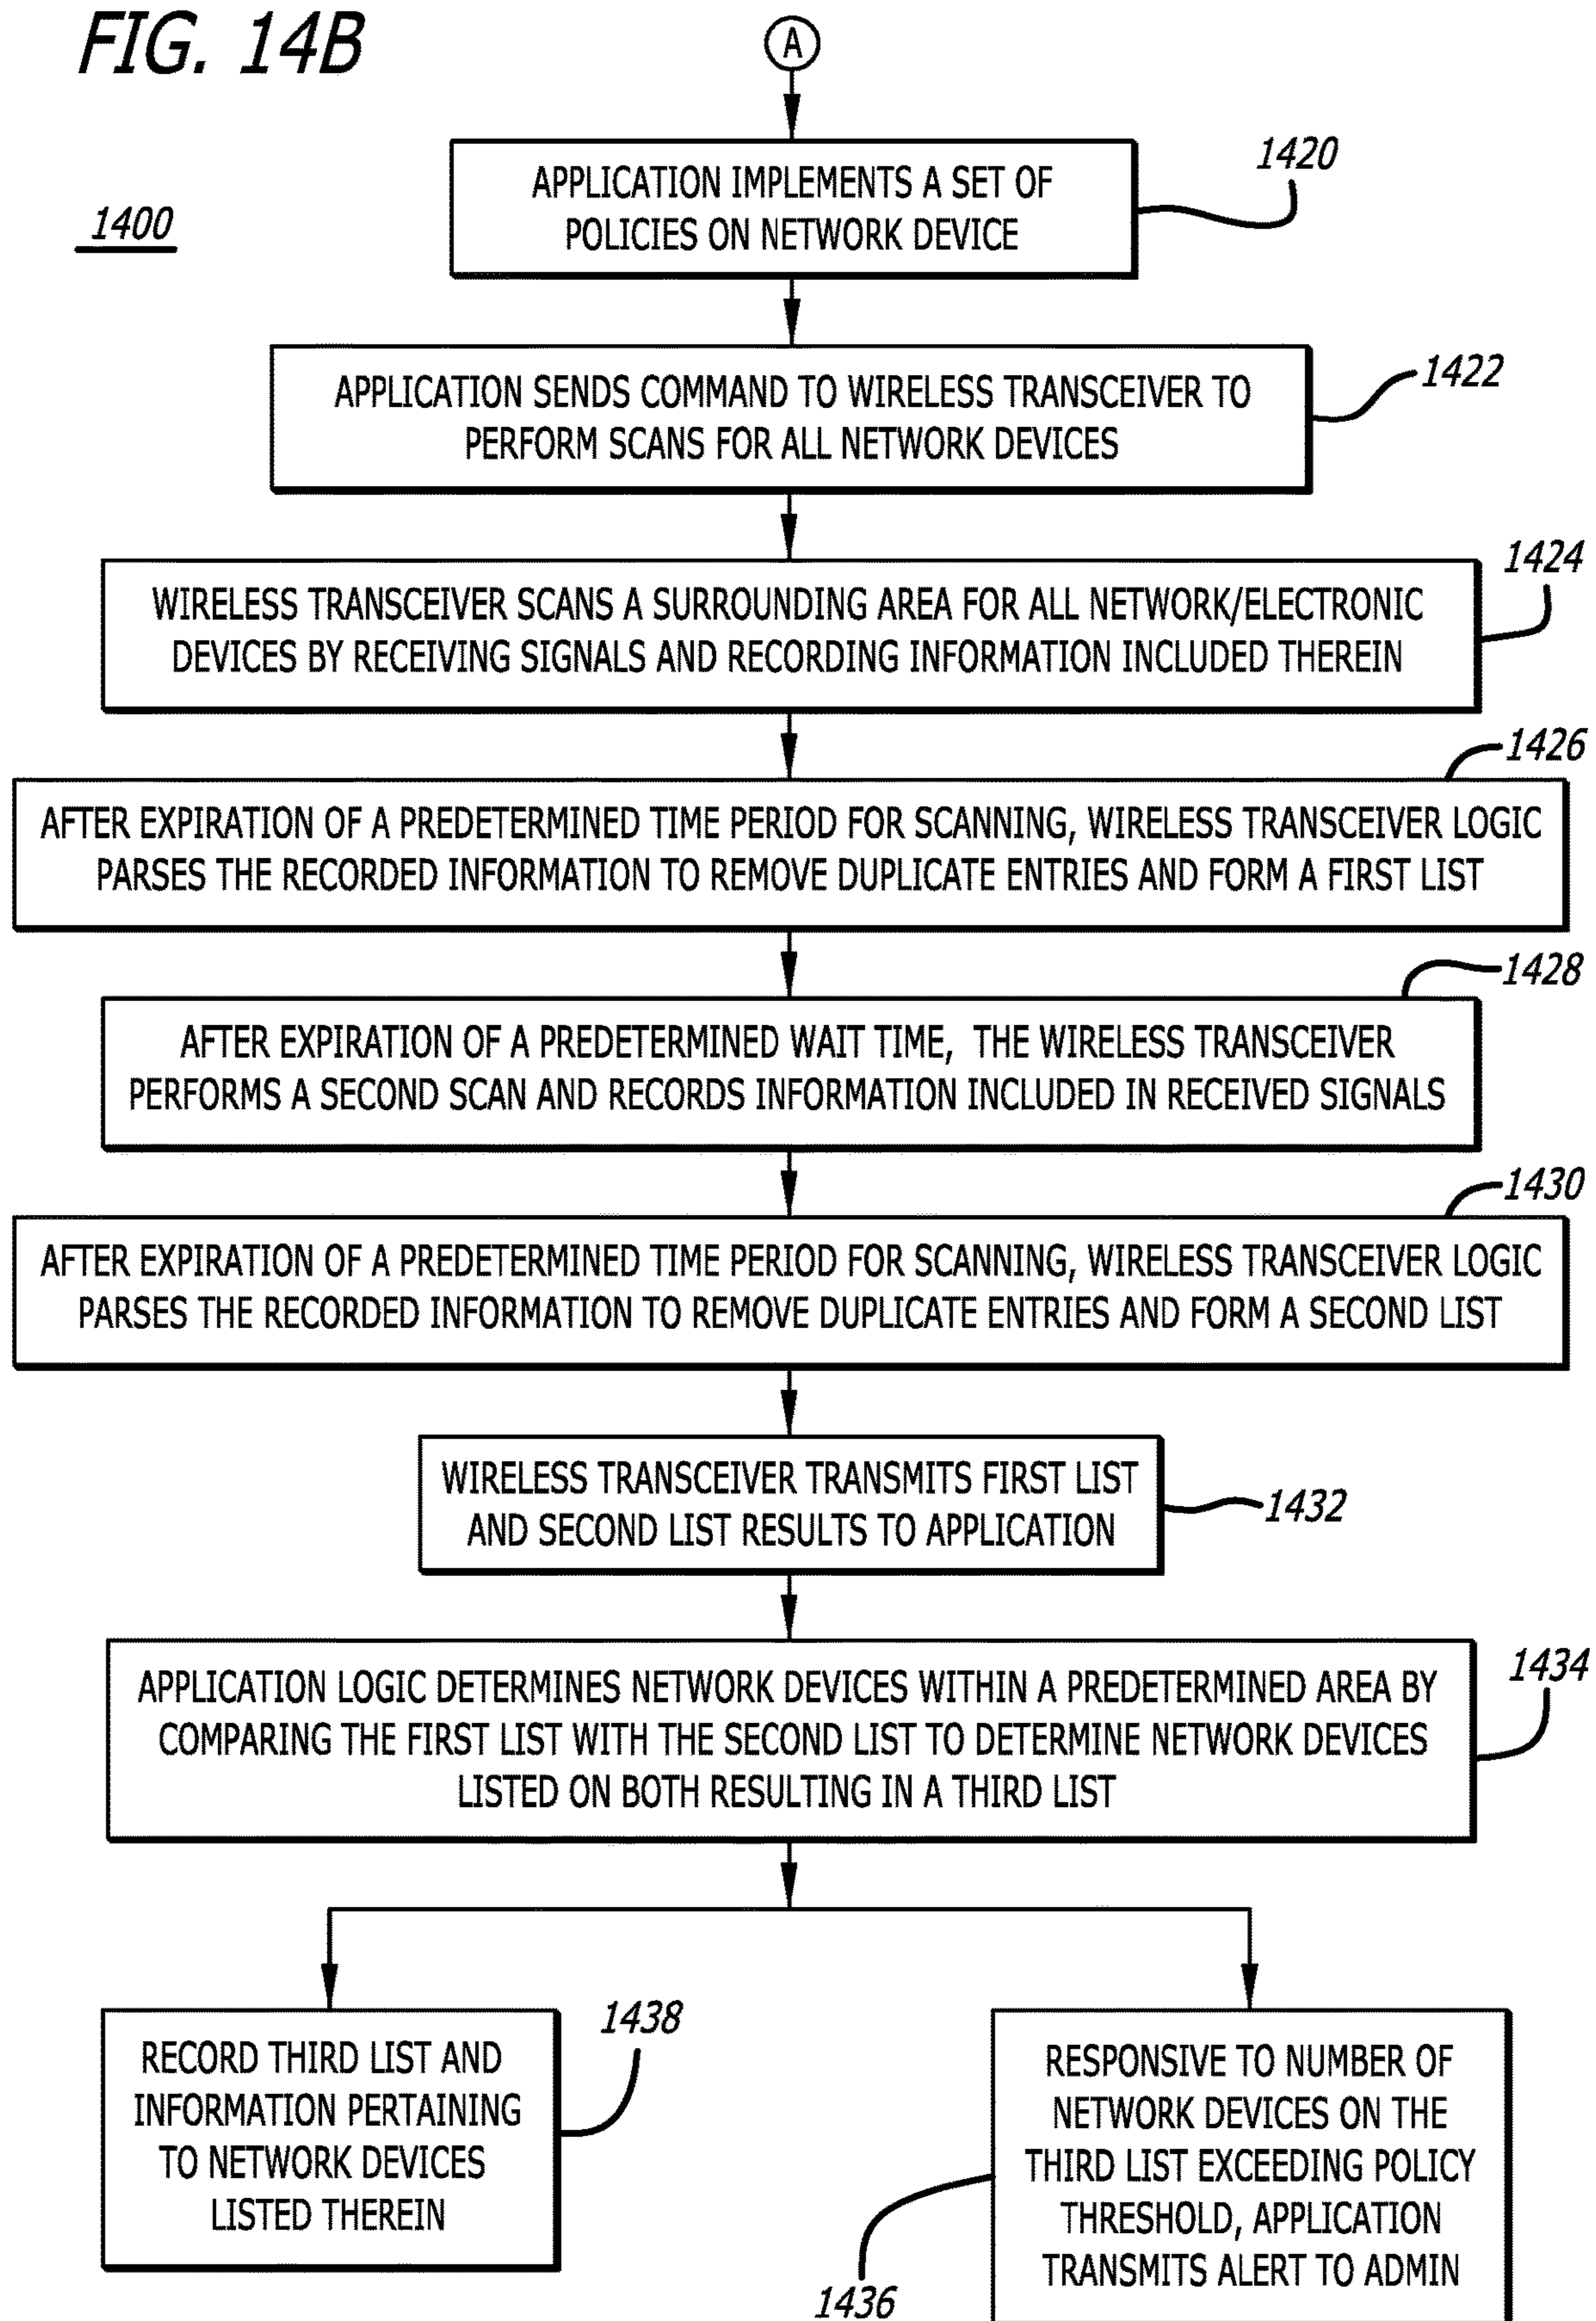 FIG. 14B
A
1400
APPLICATION IMPLEMENTS A SET OF
POLICIES ON NETWORK DEVICE
1420
APPLICATION SENDS COMMAND TO WIRELESS TRANSCEIVER TO
PERFORM SCANS FOR ALL NETWORK DEVICES
1422
WIRELESS TRANSCEIVER SCANS A SURROUNDING AREA FOR ALL NETWORK/ELECTRONIC
DEVICES BY RECEIVING SIGNALS AND RECORDING INFORMATION INCLUDED THEREIN
1424
1426
AFTER EXPIRATION OF A PREDETERMINED TIME PERIOD FOR SCANNING, WIRELESS TRANSCEIVER LOGIC
PARSES THE RECORDED INFORMATION TO REMOVE DUPLICATE ENTRIES AND FORM A FIRST LIST
1428
AFTER EXPIRATION OF A PREDETERMINED WAIT TIME, THE WIRELESS TRANSCEIVER
PERFORMS A SECOND SCAN AND RECORDS INFORMATION INCLUDED IN RECEIVED SIGNALS
1430
AFTER EXPIRATION OF A PREDETERMINED TIME PERIOD FOR SCANNING, WIRELESS TRANSCEIVER LOGIC
PARSES THE RECORDED INFORMATION TO REMOVE DUPLICATE ENTRIES AND FORM A SECOND LIST
WIRELESS TRANSCEIVER TRANSMITS FIRST LIST
AND SECOND LIST RESULTS TO APPLICATION
1432
APPLICATION LOGIC DETERMINES NETWORK DEVICES WITHIN A PREDETERMINED AREA BY
COMPARING THE FIRST LIST WITH THE SECOND LIST TO DETERMINE NETWORK DEVICES
LISTED ON BOTH RESULTING IN A THIRD LIST
1434
RECORD THIRD LIST AND
INFORMATION PERTAINING
TO NETWORK DEVICES
LISTED THEREIN
1438
RESPONSIVE TO NUMBER OF
NETWORK DEVICES ON THE
THIRD LIST EXCEEDING POLICY
THRESHOLD, APPLICATION
TRANSMITS ALERT TO ADMIN
1436